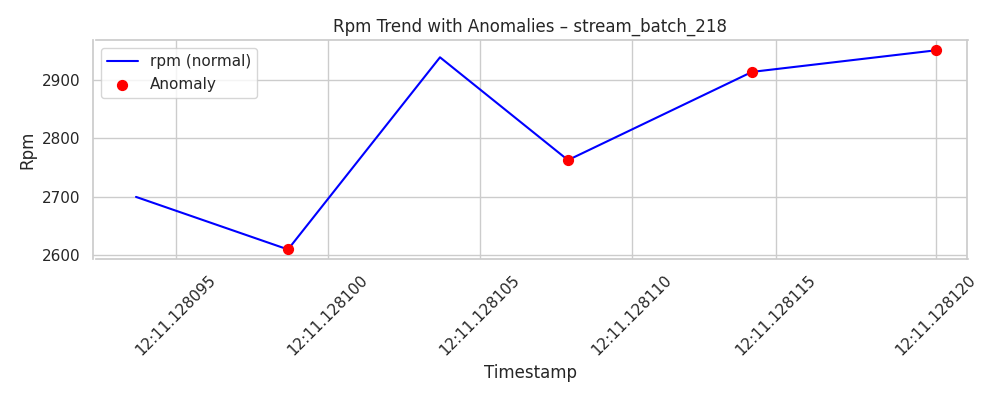 Rpm Trend with Anomalies – stream_batch_218
rpm (normal)
Anomaly
2900
2800
2700
2600
Rpm
12:11.128095
12:11.128100
12:11.128105
12:11.128110
12:11.128115
12:11.128120
Timestamp